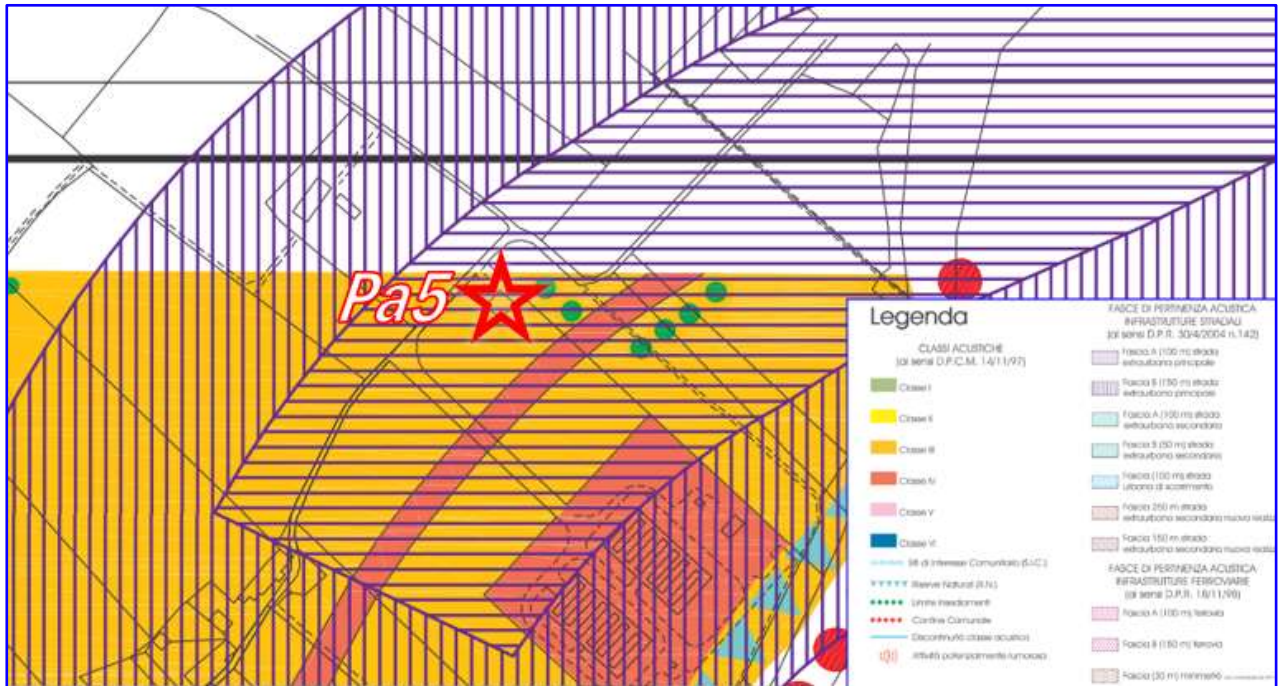 Pa5
Legenda
CLASSI ACUSTICHE
(ai sensi D.P.C.M. 14/11/97)
Classe I
Classe II
Classe III
Classe IV
Classe V
Classe VI
Siti di Interesse Comunitario (S.I.C.)
Riserve Naturali (R.N.)
Limite Insediamenti
Confine Comunale
Discontinuità classe acustica
Attività potenzialmente rumorosa
FASCE DI PERTINENZA ACUSTICA
INFRASTRUTTURE STRADALI
(ai sensi D.P.R. 30/4/2004 n.142)
Fascia A (100 m) strada
extraurbana principale
Fascia B (150 m) strada
extraurbana principale
Fascia A (100 m) strada
extraurbana secondaria
Fascia B (50 m) strada
extraurbana secondaria
Fascia (100 m) strada
urbana di scorrimento
Fascia 250 m strada
extraurbana secondaria nuova realizz
Fascia 150 m strada
extraurbana secondaria nuova realizz
FASCE DI PERTINENZA ACUSTICA
INFRASTRUTTURE FERROVIARIE
(ai sensi D.P.R. 18/11/98)
Fascia A (100 m) ferrovia
Fascia B (150 m) ferrovia
Fascia (30 m) minimetrò